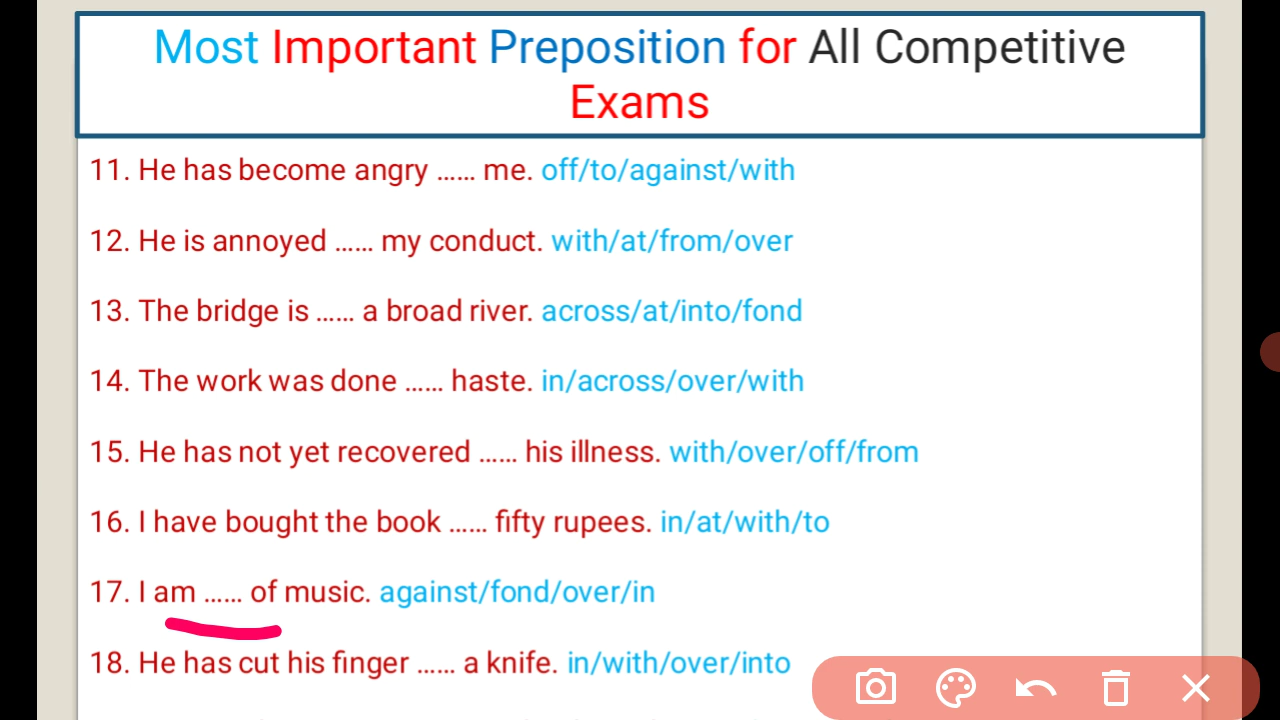 Most Important Preposition for All Competitive
Exams
11. He has become angry ...... me. off/to/against/with
12. He is annoyed ...... my conduct. with/at/from/over
13. The bridge is ...... a broad river. across/at/into/fond
14. The work was done ...... haste. in/across/over/with
15. He has not yet recovered ...... his illness. with/over/off/from
16. I have bought the book ...... fifty rupees. in/at/with/to
17. I am ...... of music. against/fond/over/in
18. He has cut his finger ...... a knife. in/with/over/into